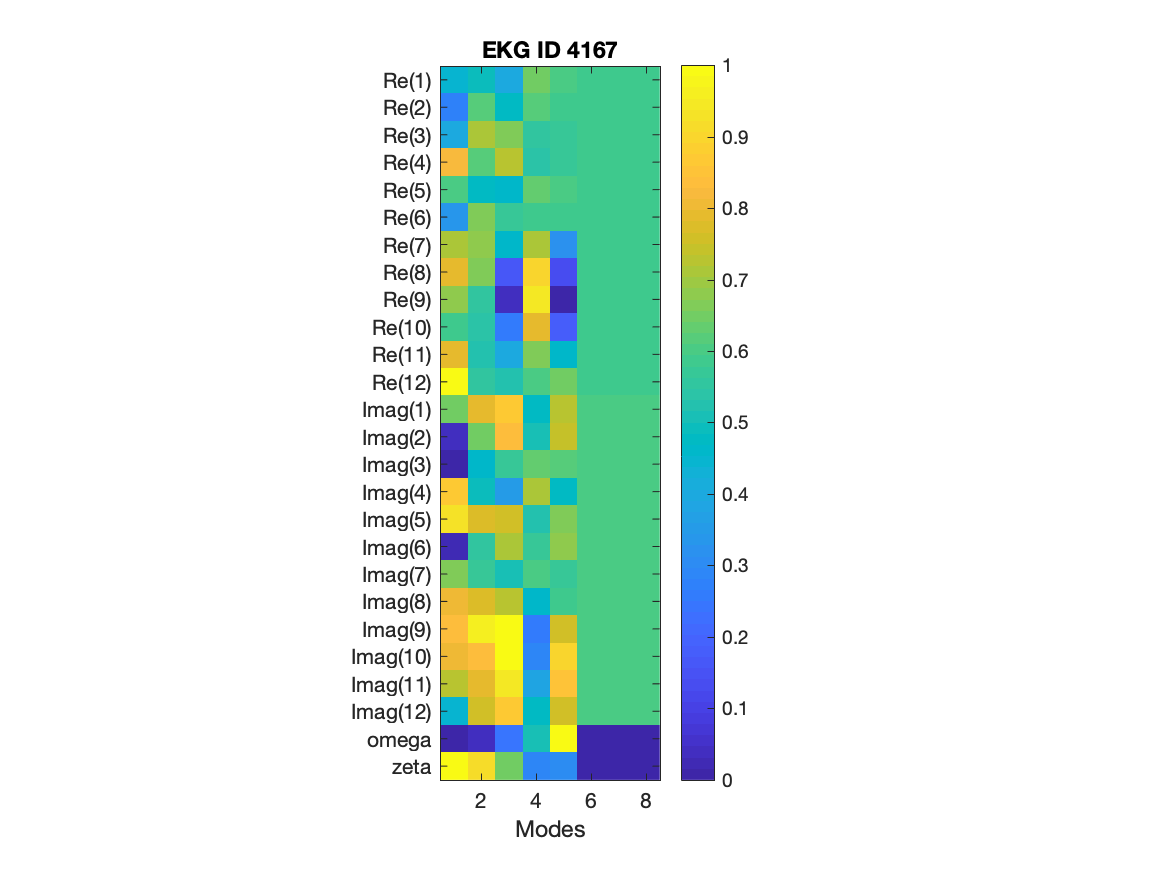 EKG ID 4167
Re(1)
Re(2)
Re(3)
Re(4)
Re(5)
Re(6)
Re(7)
Re(8)
Re(9)
Re(10)
Re(11)
Re(12)
Imag(1)
Imag(2)
Imag(3)
Imag(4)
Imag(5)
Imag(6)
Imag(7)
Imag(8)
Imag(9)
Imag(10)
Imag(11)
Imag(12)
omega
zeta
2 4 6 8
Modes
1
0.9
0.8
0.7
0.6
0.5
0.4
0.3
0.2
0.1
0